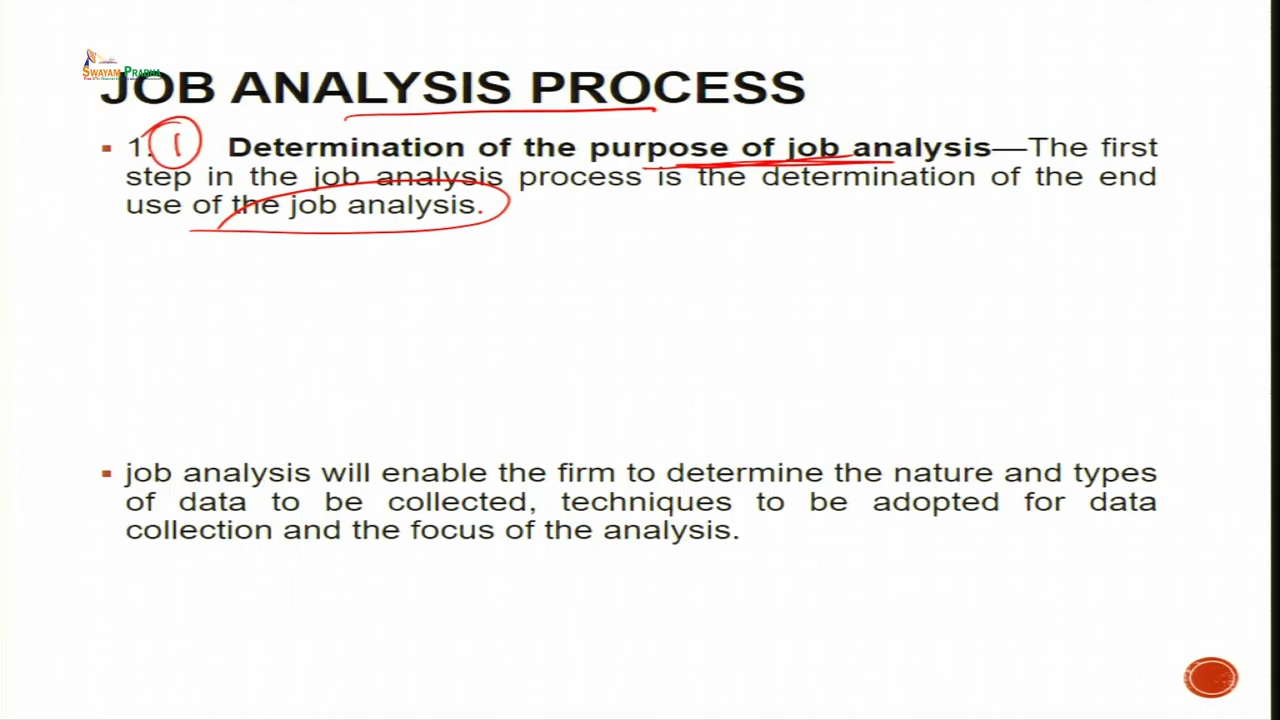 SWAYAM PRABHA
JOB ANALYSIS PROCESS
▪ 1. 1 Determination of the purpose of job analysis—The first
step in the job analysis process is the determination of the end
use of the job analysis.
▪ job analysis will enable the firm to determine the nature and types
of data to be collected, techniques to be adopted for data
collection and the focus of the analysis.